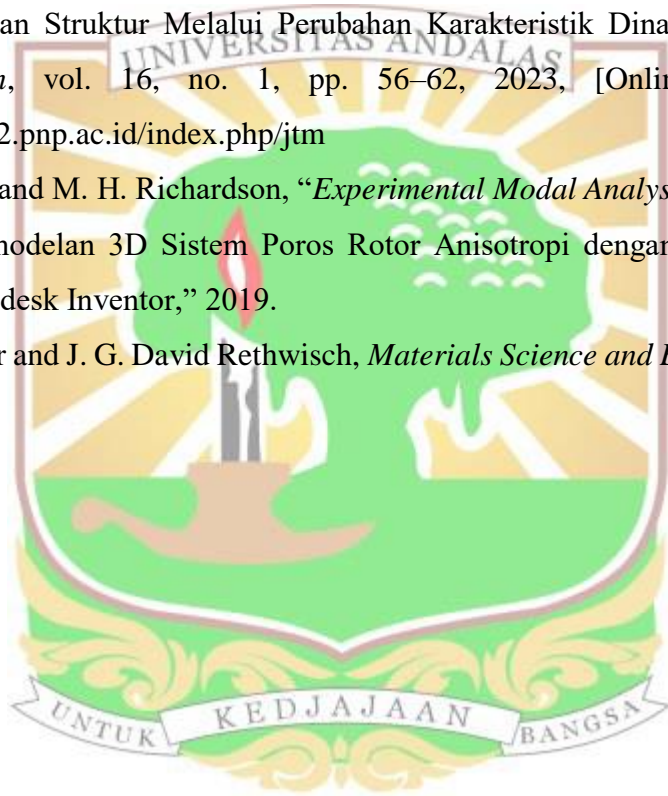 an Struktur Melalui Perubahan Karakteristik Dina
UNIVERSITAS ANDALAS
, vol. 16, no. 1, pp. 56–62, 2023, [Onlin
2.pnp.ac.id/index.php/jtm
and M. H. Richardson, “Experimental Modal Analys
nodelan 3D Sistem Poros Rotor Anisotropi dengan
desk Inventor,” 2019.
r and J. G. David Rethwisch, Materials Science and E
UNTUK KEDJAJAAN BANGSA